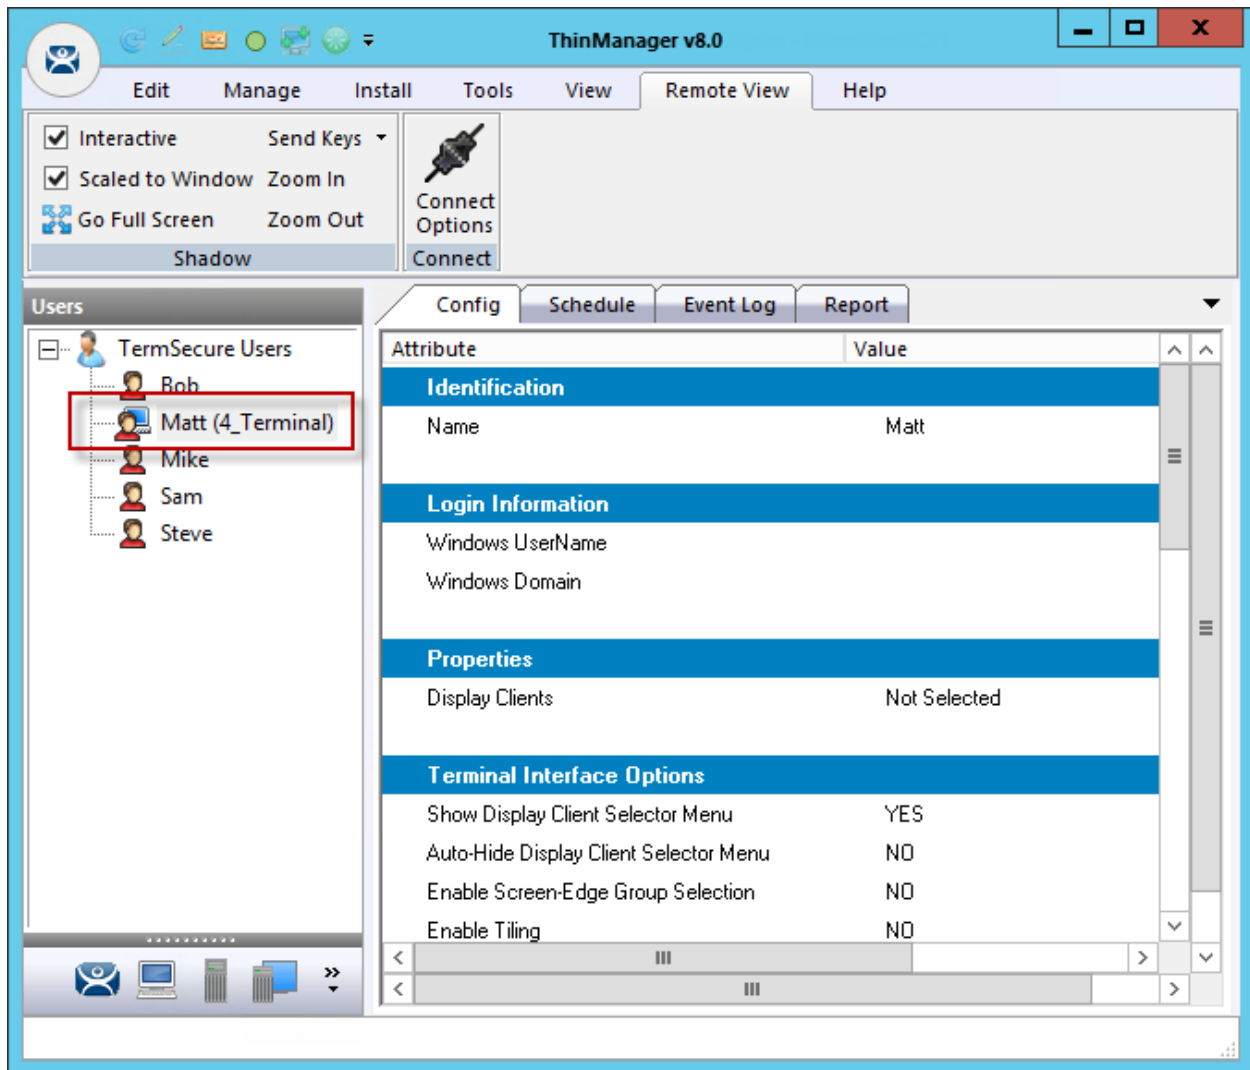 ThinManager v8.0
Edit Manage Install Tools View Remote View Help
Interactive Send Keys
Scaled to Window Zoom In
Go Full Screen Zoom Out
Shadow
Connect
Options
Connect
Users
TermSecure Users
Bob
Matt (4_Terminal)
Mike
Sam
Steve
Config Schedule Event Log Report
Attribute Value
Identification
Name Matt
Login Information
Windows UserName
Windows Domain
Properties
Display Clients Not Selected
Terminal Interface Options
Show Display Client Selector Menu YES
Auto-Hide Display Client Selector Menu NO
Enable Screen-Edge Group Selection NO
Enable Tiling NO